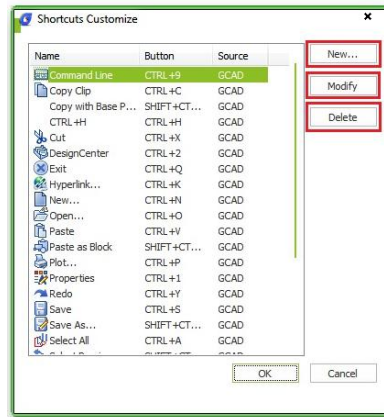 Shortcuts Customize
Name Button Source
Command Line CTRL+9 GCAD
Copy Clip CTRL+C GCAD
Copy with Base P... SHIFT+CT... GCAD
CTRL+H CTRL+H GCAD
Cut CTRL+X GCAD
DesignCenter CTRL+2 GCAD
Exit CTRL+Q GCAD
Hyperlink... CTRL+K GCAD
New... CTRL+N GCAD
Open... CTRL+O GCAD
Paste CTRL+V GCAD
Paste as Block SHIFT+CT... GCAD
Plot... CTRL+P GCAD
Properties CTRL+1 GCAD
Redo CTRL+Y GCAD
Save CTRL+S GCAD
Save As... SHIFT+CT... GCAD
Select All CTRL+A GCAD
New...
Modify
Delete
OK Cancel